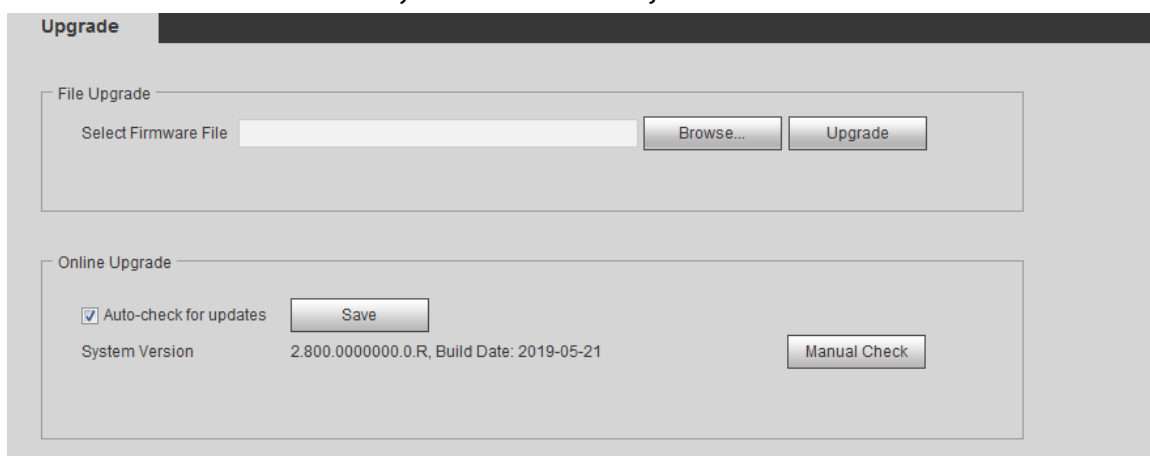 Upgrade
File Upgrade
Select Firmware File Browse... Upgrade
Online Upgrade
Auto-check for updates Save
System Version 2.800.0000000.0.R, Build Date: 2019-05-21 Manual Check